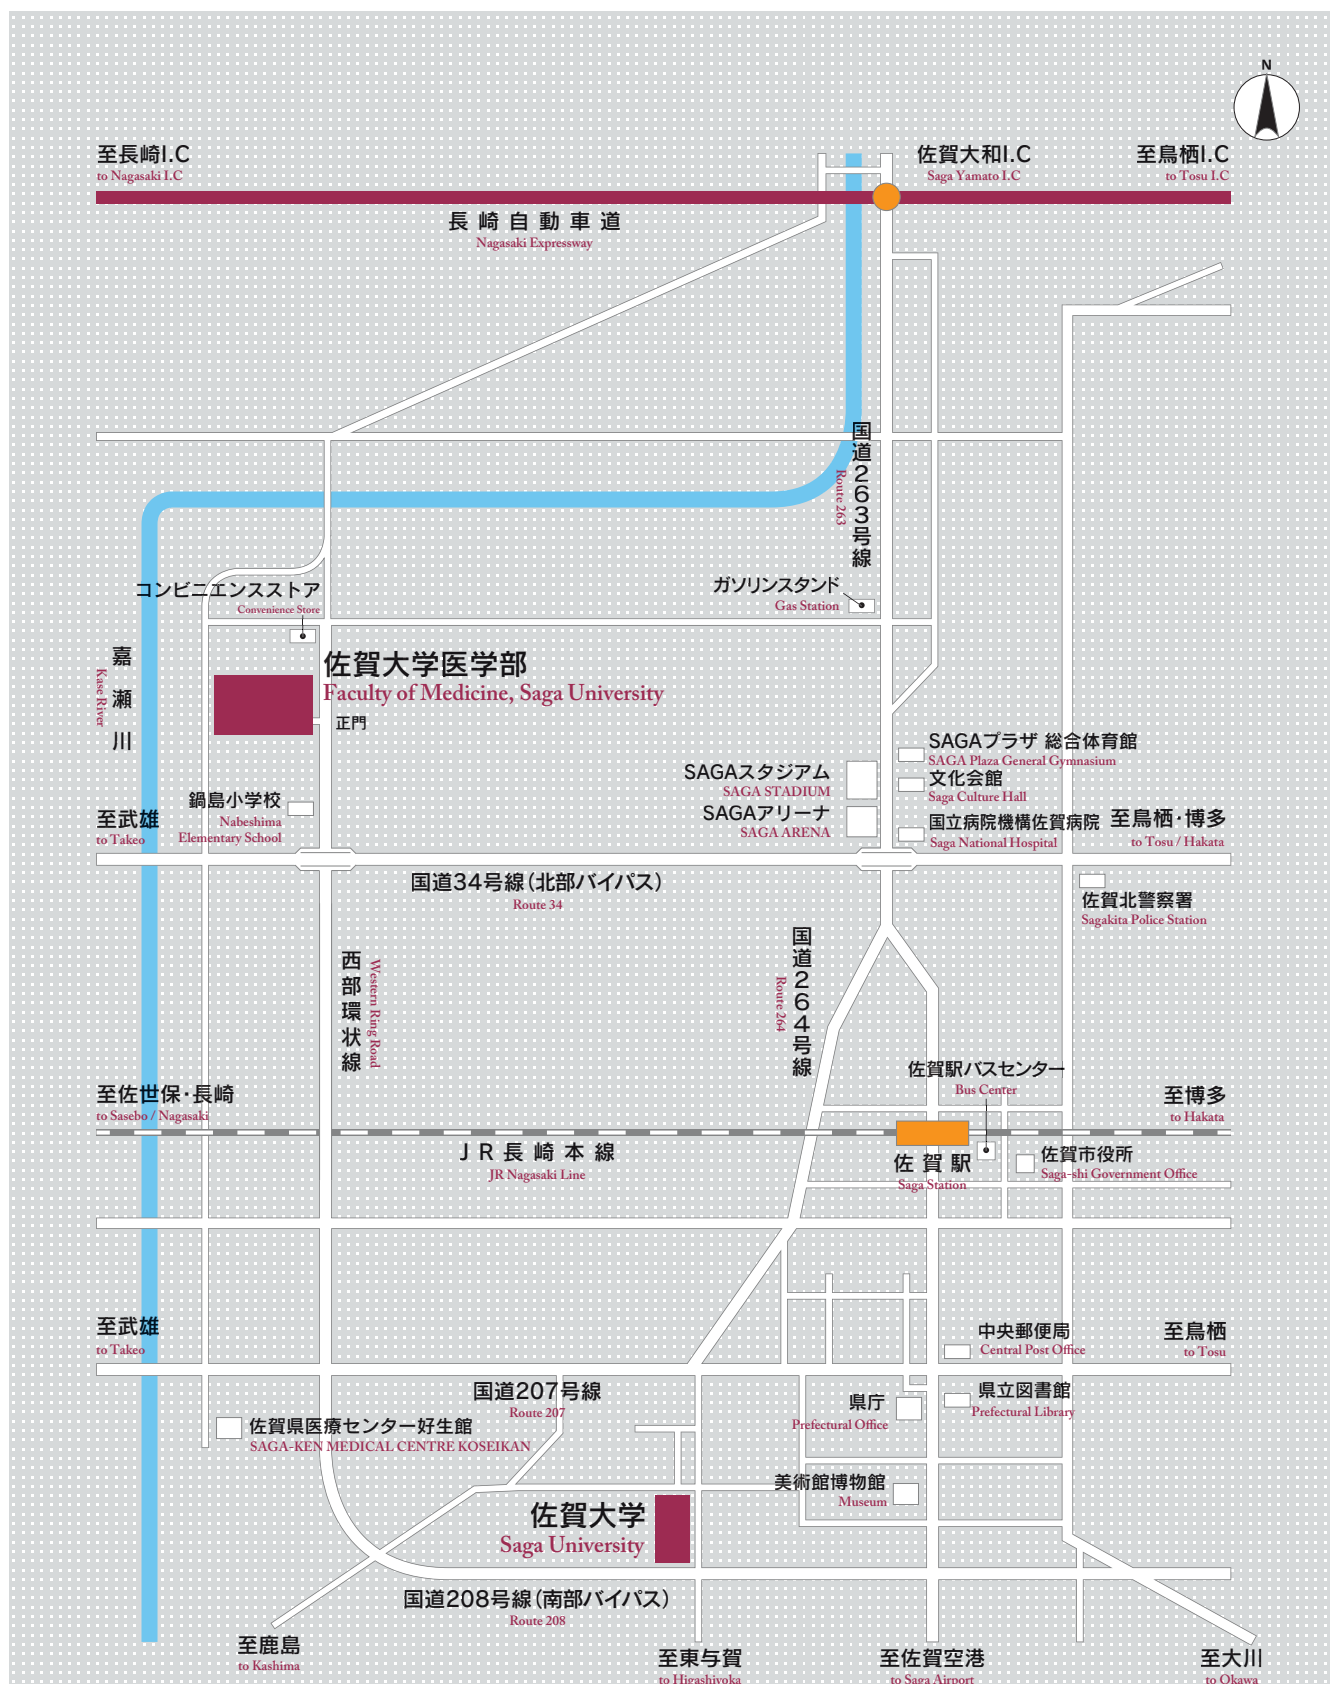 N
至長崎I.C
to Nagasaki I.C
佐賀大和I.C
Saga Yamato I.C
至鳥栖I.C
to Tosu I.C
長崎自動車道
Nagasaki Expressway
国道263号線
Route 263
コンビニエンスストア
Convenience Store
ガソリンスタンド
Gas Station
嘉瀬川
Kase River
佐賀大学医学部
Faculty of Medicine, Saga University
正門
SAGAプラザ 総合体育館
SAGA Plaza General Gymnasium
SAGAスタジアム
SAGA STADIUM
文化会館
Saga Culture Hall
鍋島小学校
Nabeshima
Elementary School
SAGAアリーナ
SAGA ARENA
国立病院機構佐賀病院
Saga National Hospital
至武雄
to Takeo
至鳥栖・博多
to Tosu / Hakata
国道34号線(北部バイパス)
Route 34
佐賀北警察署
Sagakita Police Station
西部環状線
Western Ring Road
国道264号線
Route 264
佐賀駅バスセンター
Bus Center
至佐世保・長崎
to Sasebo / Nagasaki
至博多
to Hakata
JR長崎本線
JR Nagasaki Line
佐賀駅
Saga Station
佐賀市役所
Saga-shi Government Office
至武雄
to Takeo
中央郵便局
Central Post Office
至鳥栖
to Tosu
国道207号線
Route 207
県庁
Prefectural Office
県立図書館
Prefectural Library
佐賀県医療センター好生館
SAGA-KEN MEDICAL CENTRE KOSEIKAN
美術館博物館
Museum
佐賀大学
Saga University
国道208号線(南部バイパス)
Route 208
至鹿島
to Kashima
至東与賀
to Higashiyoka
至佐賀空港
to Saga Airport
至大川
to Okawa